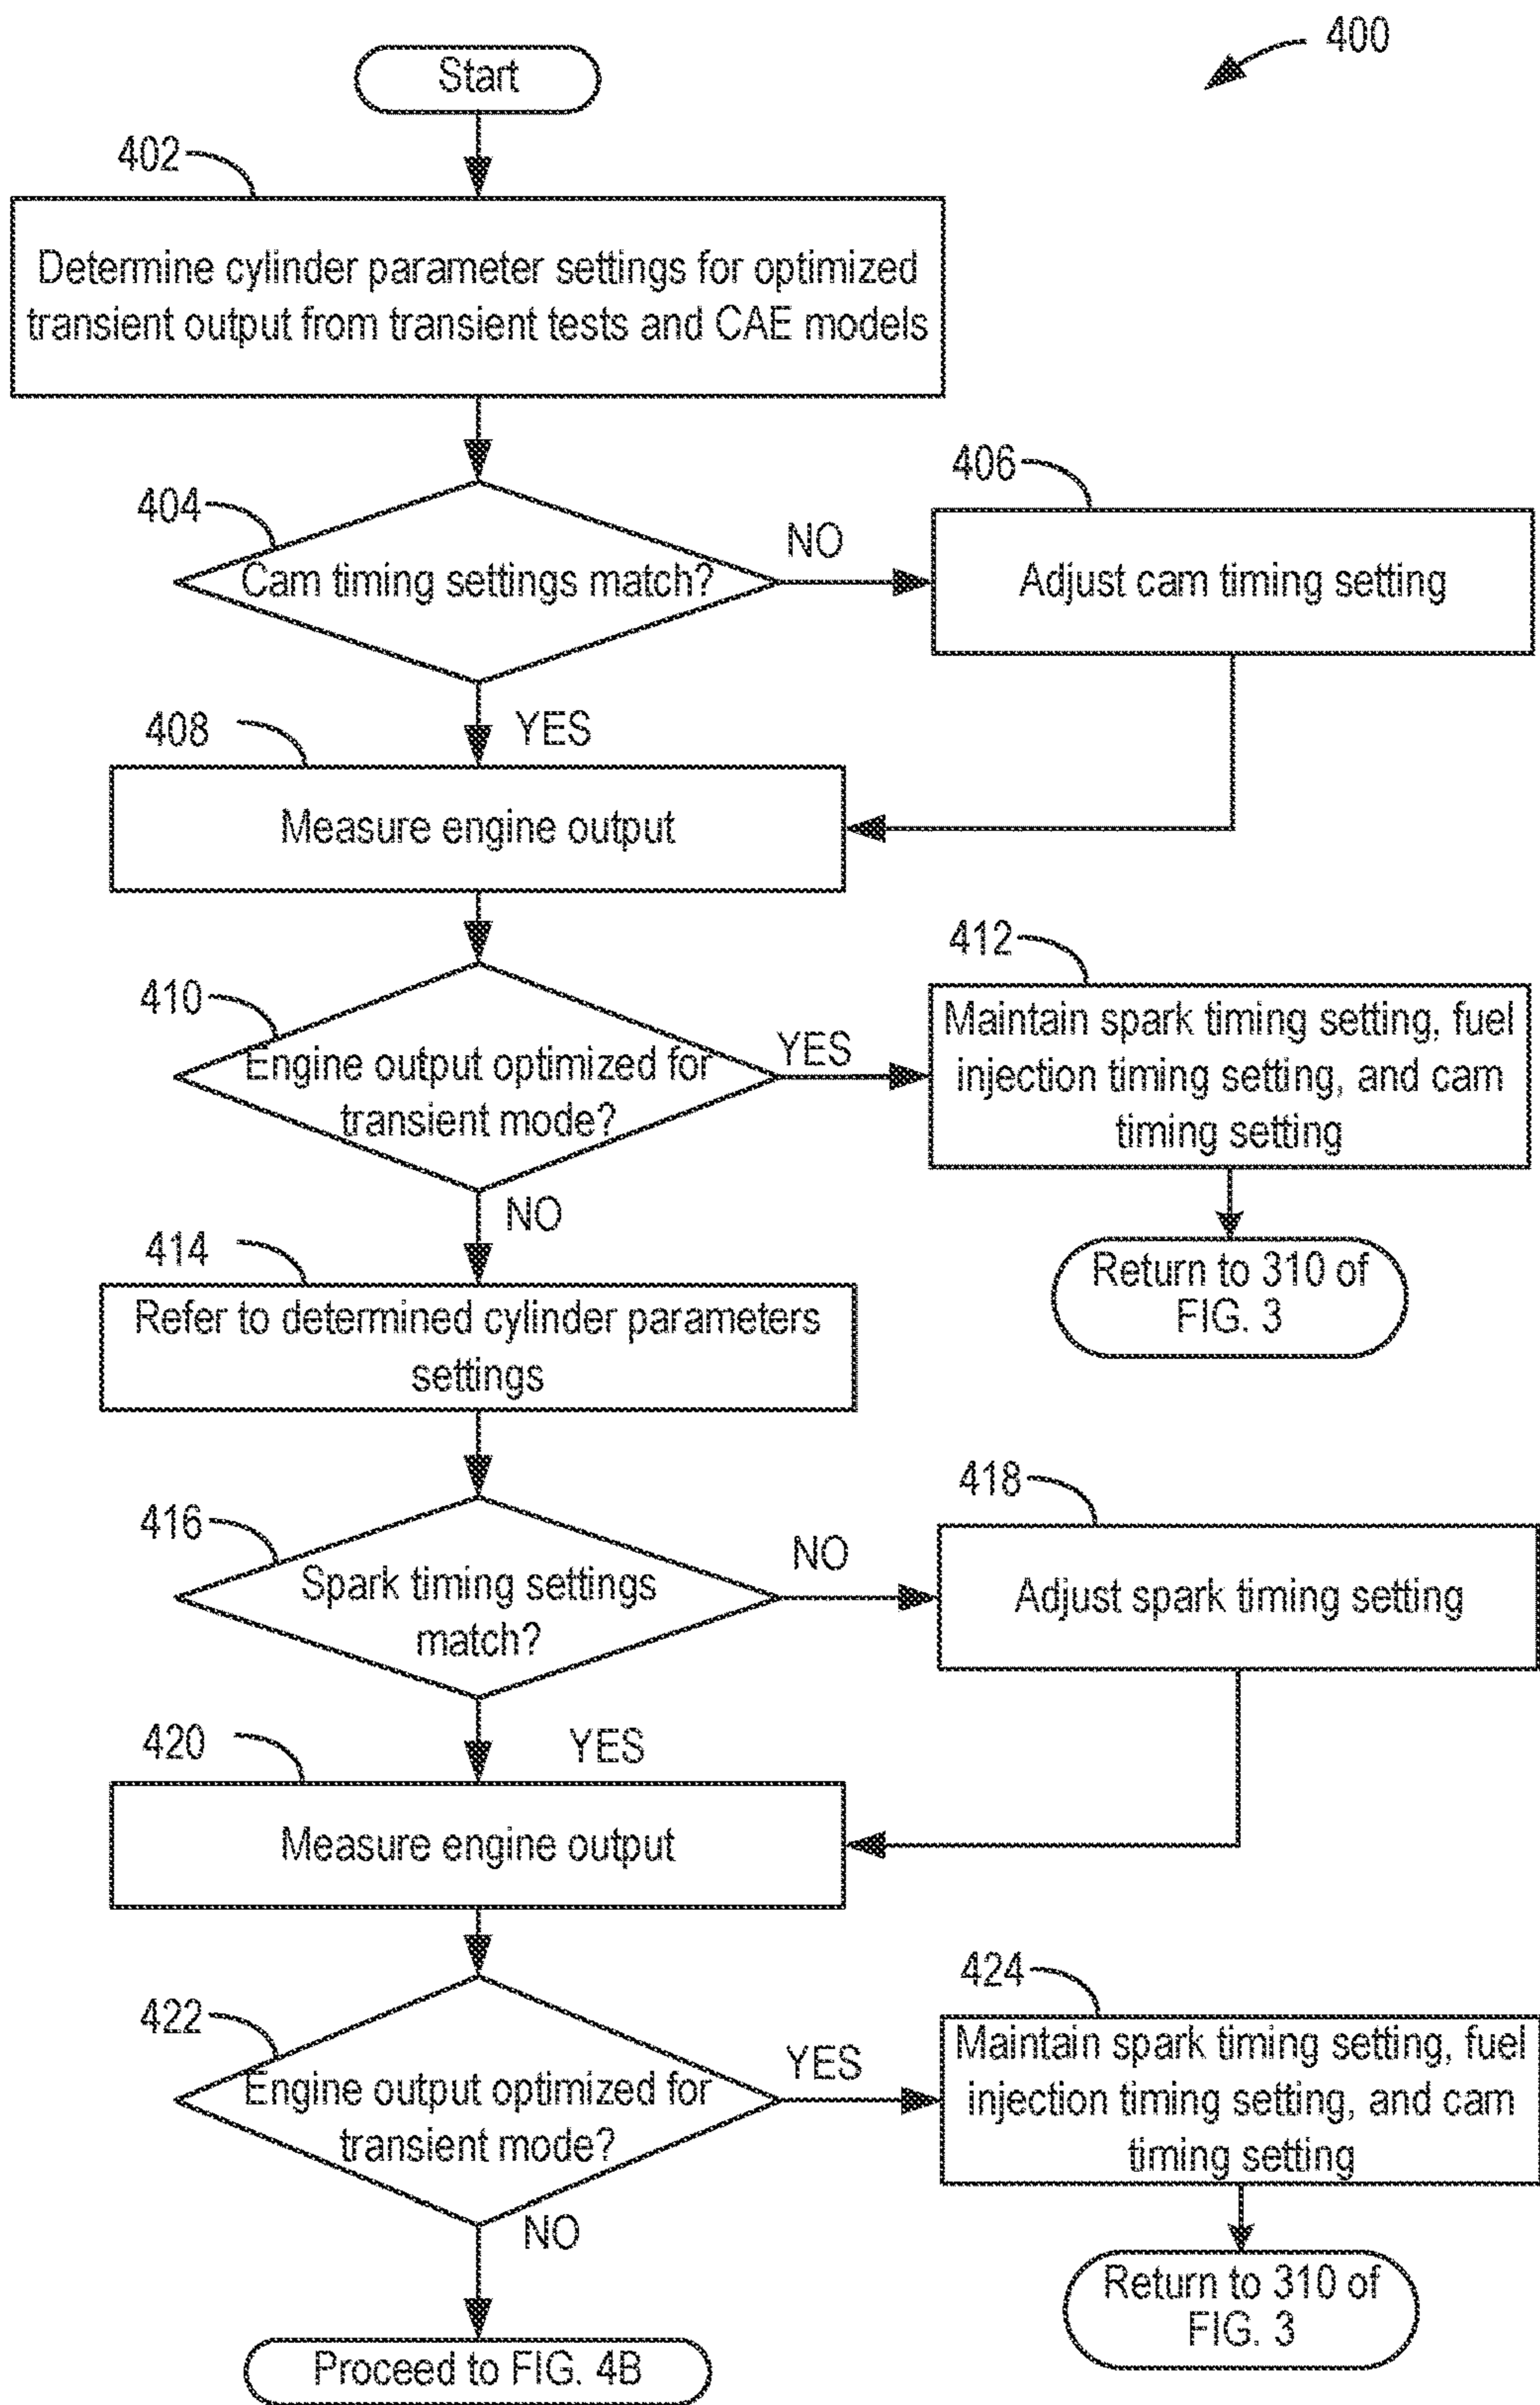 400
Start
402
Determine cylinder parameter settings for optimized
transient output from transient tests and CAE models
404
Cam timing settings match?
NO
406
Adjust cam timing setting
YES
408
Measure engine output
410
Engine output optimized for
transient mode?
YES
412
Maintain spark timing setting, fuel
injection timing setting, and cam
timing setting
Return to 310 of
FIG. 3
NO
414
Refer to determined cylinder parameters
settings
416
Spark timing settings
match?
NO
418
Adjust spark timing setting
YES
420
Measure engine output
422
Engine output optimized for
transient mode?
YES
424
Maintain spark timing setting, fuel
injection timing setting, and cam
timing setting
Return to 310 of
FIG. 3
NO
Proceed to FIG. 4B